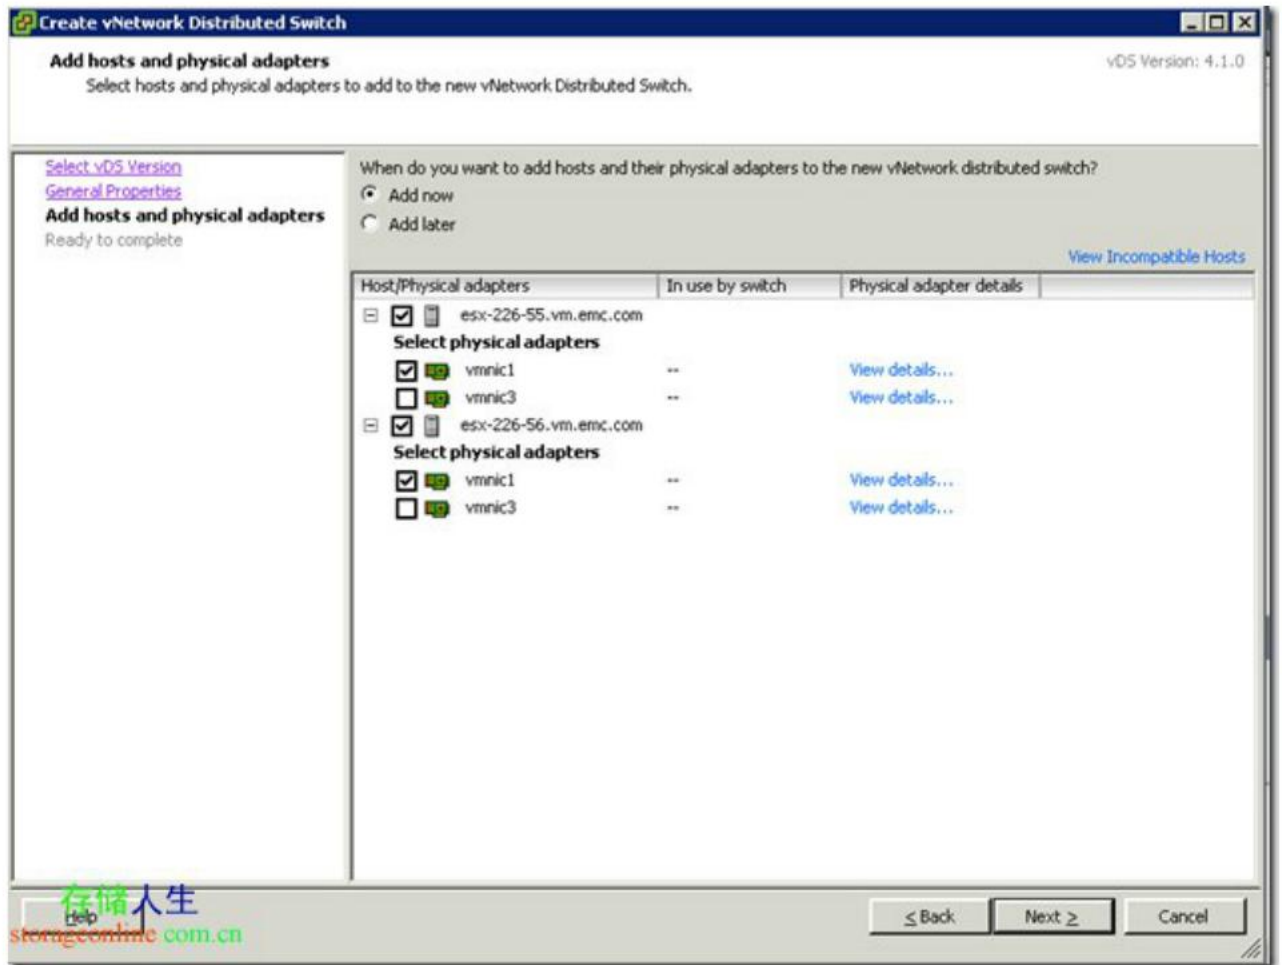 Create vNetwork Distributed Switch
Add hosts and physical adapters
Select hosts and physical adapters to add to the new vNetwork Distributed Switch.
vDS Version: 4.1.0
Select vDS Version
General Properties
Add hosts and physical adapters
Ready to complete
When do you want to add hosts and their physical adapters to the new vNetwork distributed switch?
Add now
Add later
View Incompatible Hosts
Host/Physical adapters In use by switch Physical adapter details
esx-226-55.vm.emc.com
Select physical adapters
vmnic1 -- View details...
vmnic3 -- View details...
esx-226-56.vm.emc.com
Select physical adapters
vmnic1 -- View details...
vmnic3 -- View details...
存储人生
Help
storageonline.com.cn
≤ Back Next ≥ Cancel